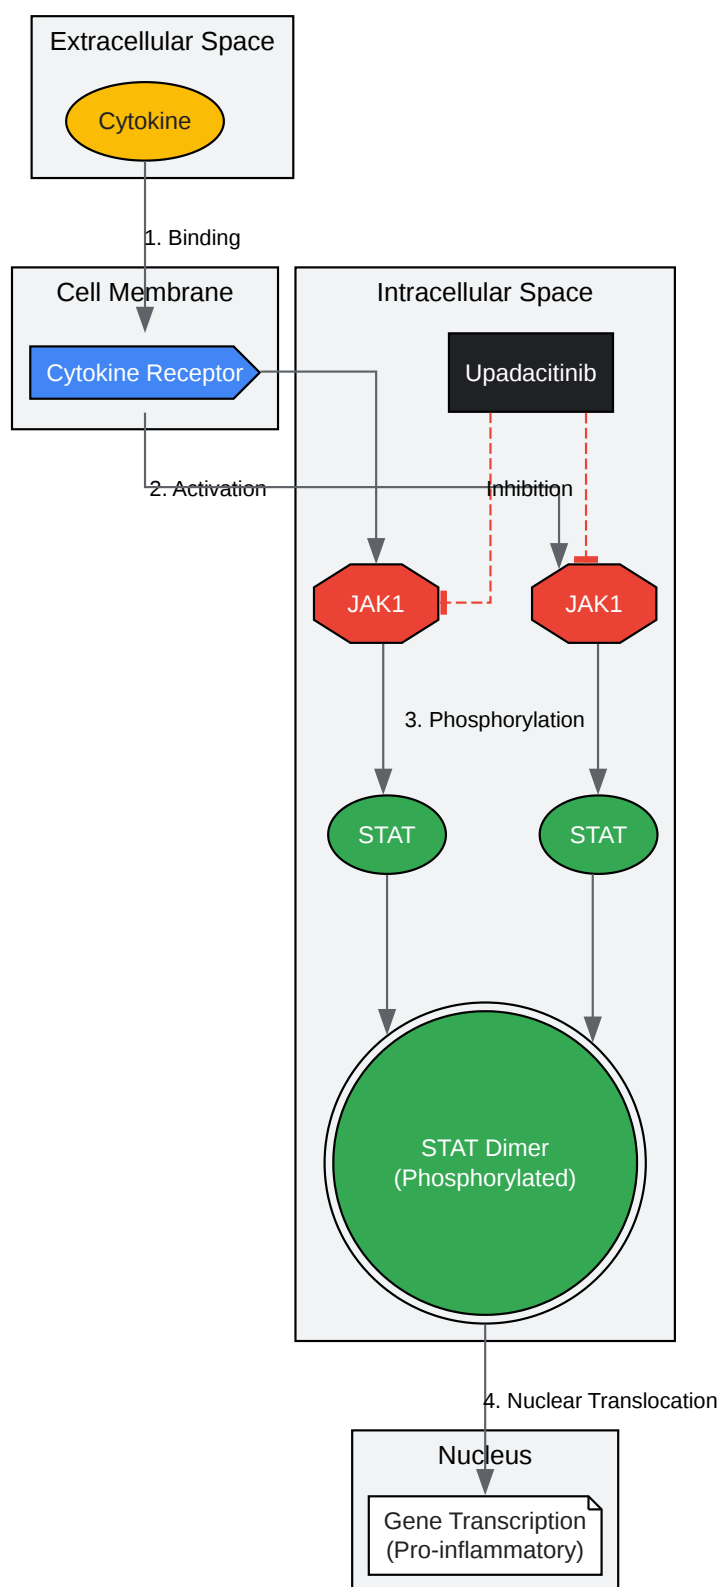 Extracellular Space
Cytokine
1. Binding
Cell Membrane
Intracellular Space
Cytokine Receptor
Upadacitinib
2. Activation
Inhibition
JAK1
JAK1
3. Phosphorylation
STAT
STAT
STAT Dimer
(Phosphorylated)
4. Nuclear Translocation
Nucleus
Gene Transcription
(Pro-inflammatory)